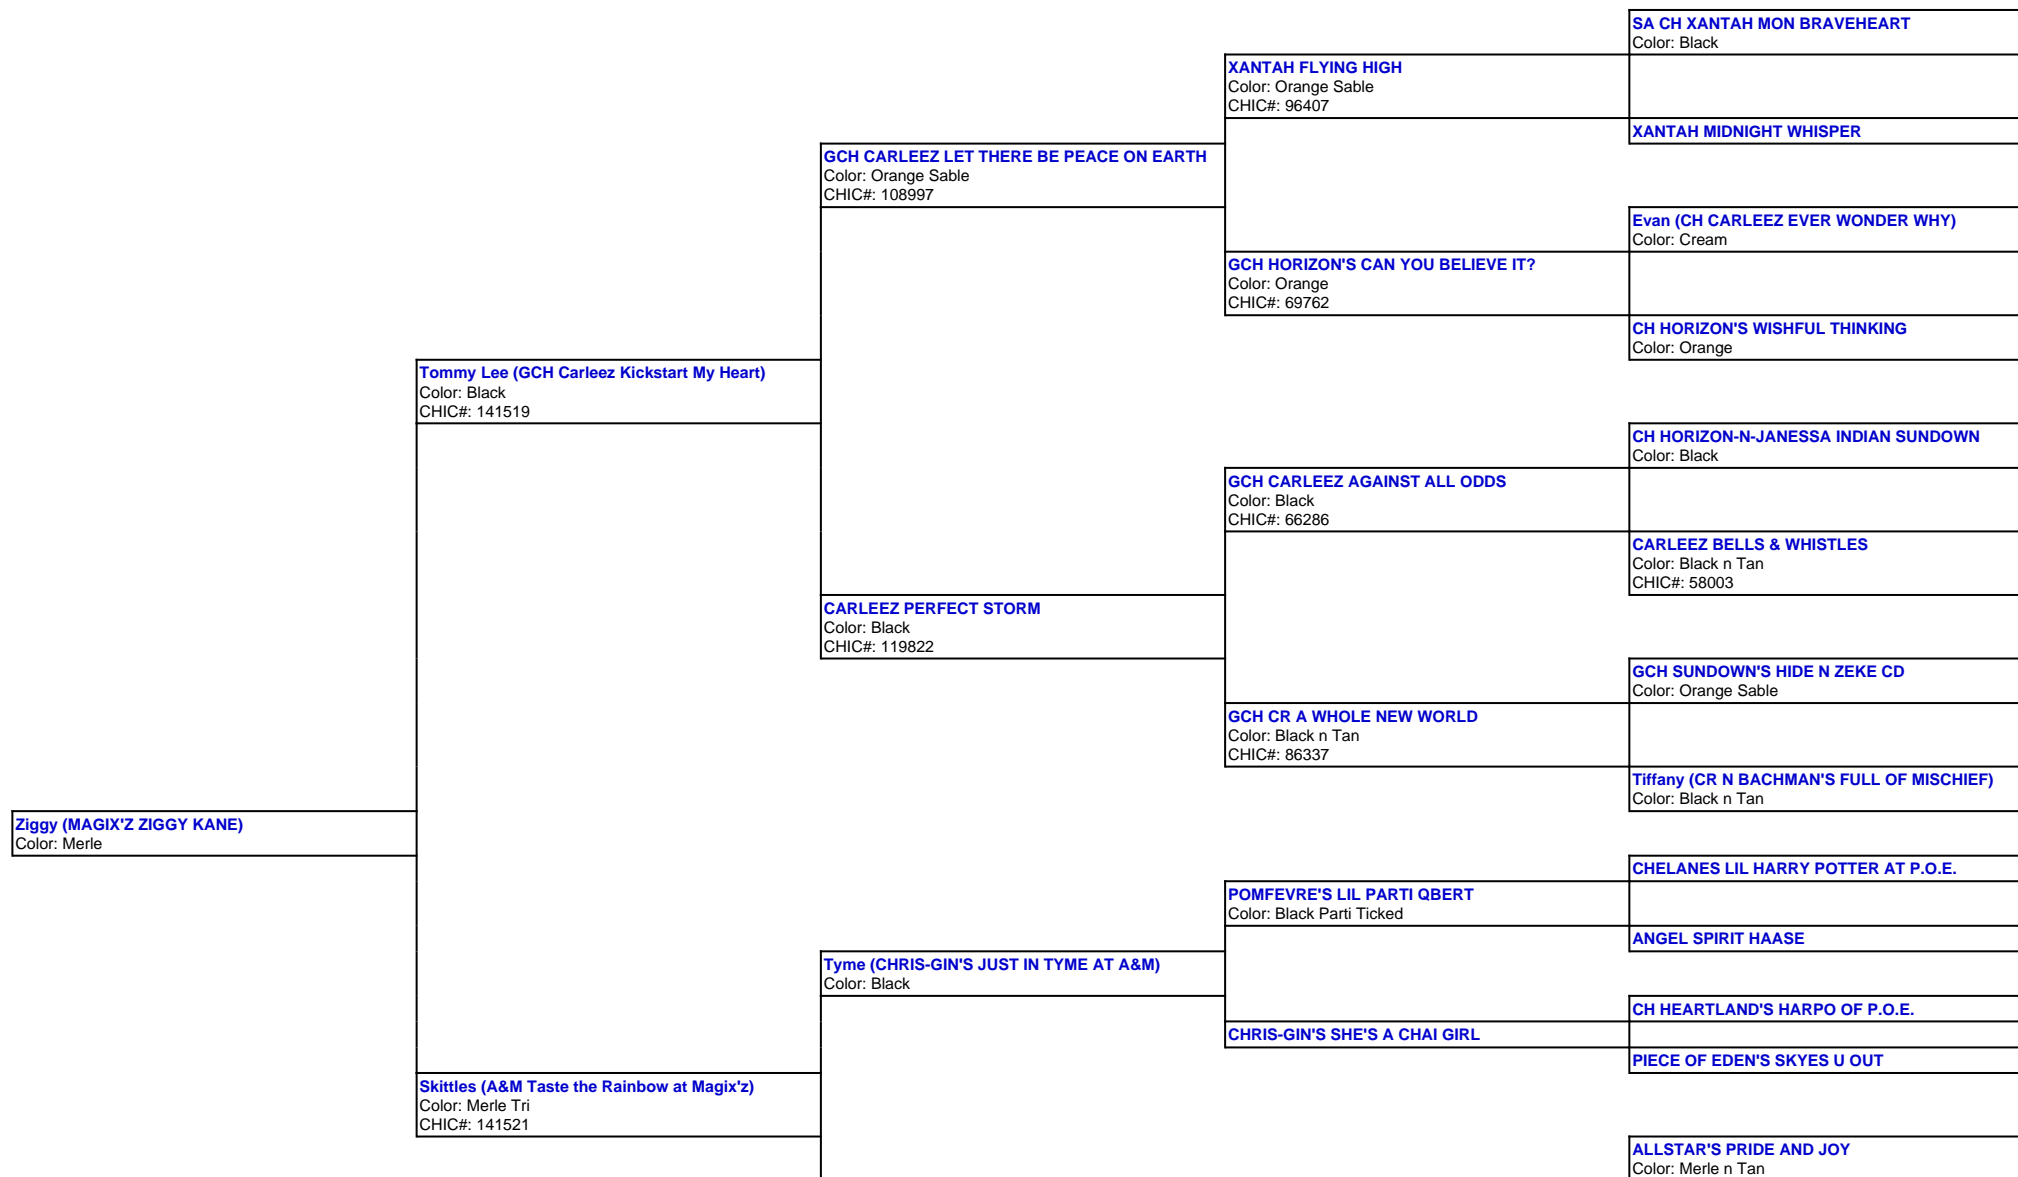 SA CH XANTAH MON BRAVEHEART
Color: Black
XANTAH FLYING HIGH
Color: Orange Sable
CHIC#: 96407
XANTAH MIDNIGHT WHISPER
GCH CARLEEZ LET THERE BE PEACE ON EARTH
Color: Orange Sable
CHIC#: 108997
Evan (CH CARLEEZ EVER WONDER WHY)
Color: Cream
GCH HORIZON'S CAN YOU BELIEVE IT?
Color: Orange
CHIC#: 69762
CH HORIZON'S WISHFUL THINKING
Color: Orange
Tommy Lee (GCH Carleez Kickstart My Heart)
Color: Black
CHIC#: 141519
CH HORIZON-N-JANESSA INDIAN SUNDOWN
Color: Black
GCH CARLEEZ AGAINST ALL ODDS
Color: Black
CHIC#: 66286
CARLEEZ BELLS & WHISTLES
Color: Black n Tan
CHIC#: 58003
CARLEEZ PERFECT STORM
Color: Black
CHIC#: 119822
GCH SUNDOWN'S HIDE N ZEKE CD
Color: Orange Sable
GCH CR A WHOLE NEW WORLD
Color: Black n Tan
CHIC#: 86337
Tiffany (CR N BACHMAN'S FULL OF MISCHIEF)
Color: Black n Tan
Ziggy (MAGIX'Z ZIGGY KANE)
Color: Merle
CHELANES LIL HARRY POTTER AT P.O.E.
POMFEVRE'S LIL PARTI QBERT
Color: Black Parti Ticked
ANGEL SPIRIT HAASE
Tyme (CHRIS-GIN'S JUST IN TYME AT A&M)
Color: Black
CH HEARTLAND'S HARPO OF P.O.E.
CHRIS-GIN'S SHE'S A CHAI GIRL
PIECE OF EDEN'S SKYES U OUT
Skittles (A&M Taste the Rainbow at Magix'z)
Color: Merle Tri
CHIC#: 141521
ALLSTAR'S PRIDE AND JOY
Color: Merle n Tan